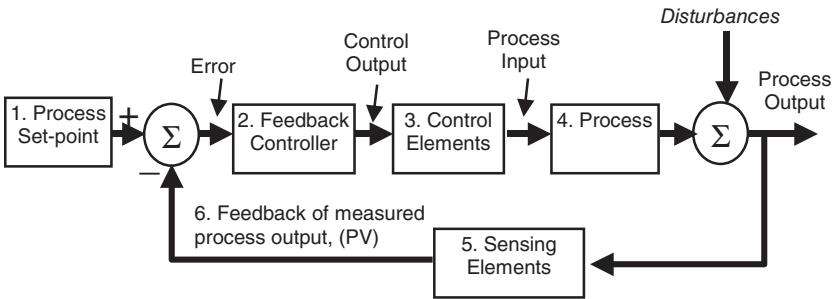 Disturbances
Control
Output
Process
Input
Error
Process
Output
1. Process
Set-point
+
Σ
−
2. Feedback
Controller
3. Control
Elements
4. Process
Σ
6. Feedback of measured
process output, (PV)
5. Sensing
Elements